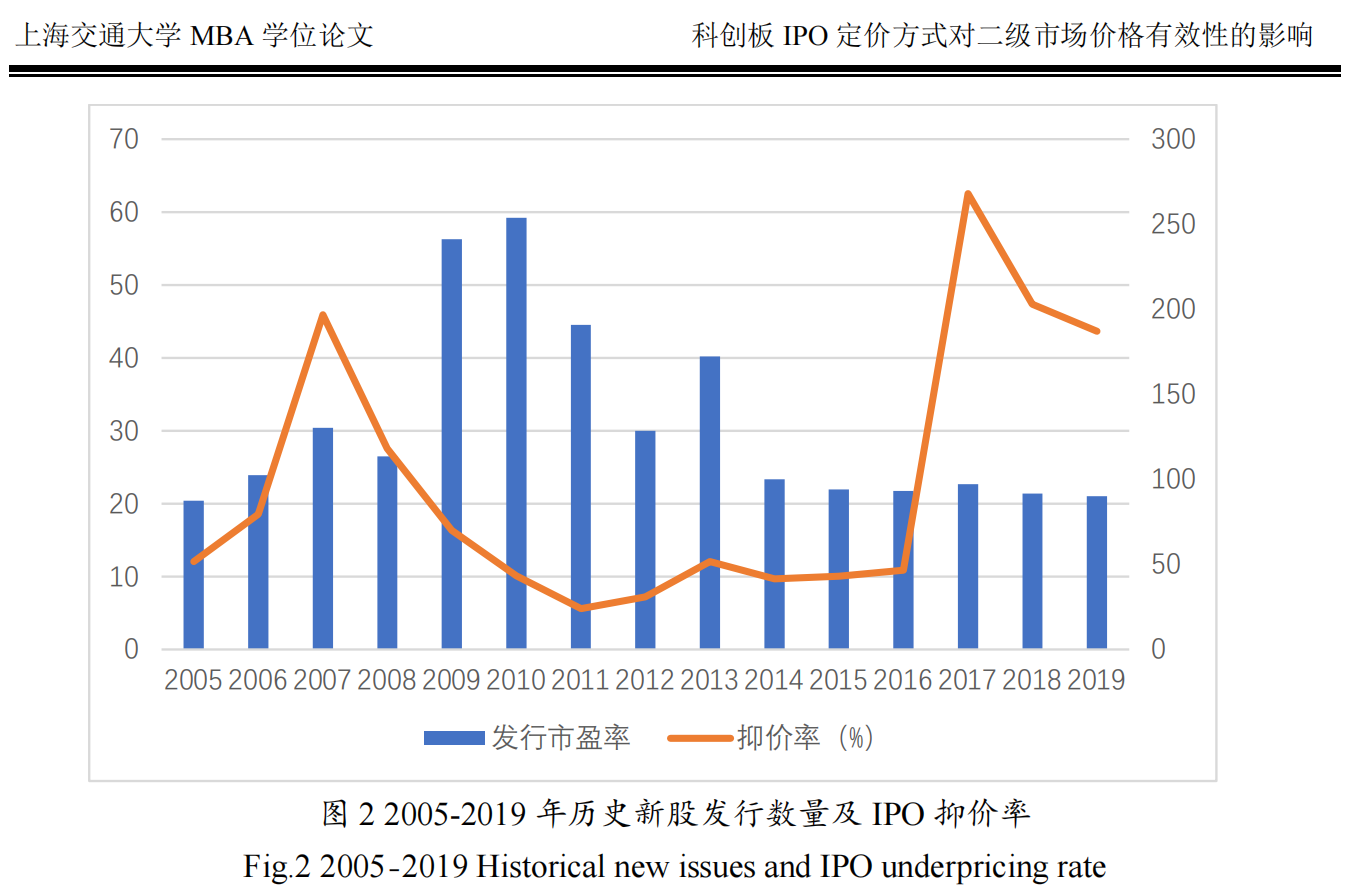 上海交通大学 MBA 学位论文
科创板 IPO 定价方式对二级市场价格有效性的影响
70 300
60 250
50 200
40 150
30 100
20 50
10 0
0
2005 2006 2007 2008 2009 2010 2011 2012 2013 2014 2015 2016 2017 2018 2019
发行市盈率 抑价率（%）
图 2 2005-2019 年历史新股发行数量及 IPO 抑价率
Fig.2 2005-2019 Historical new issues and IPO underpricing rate